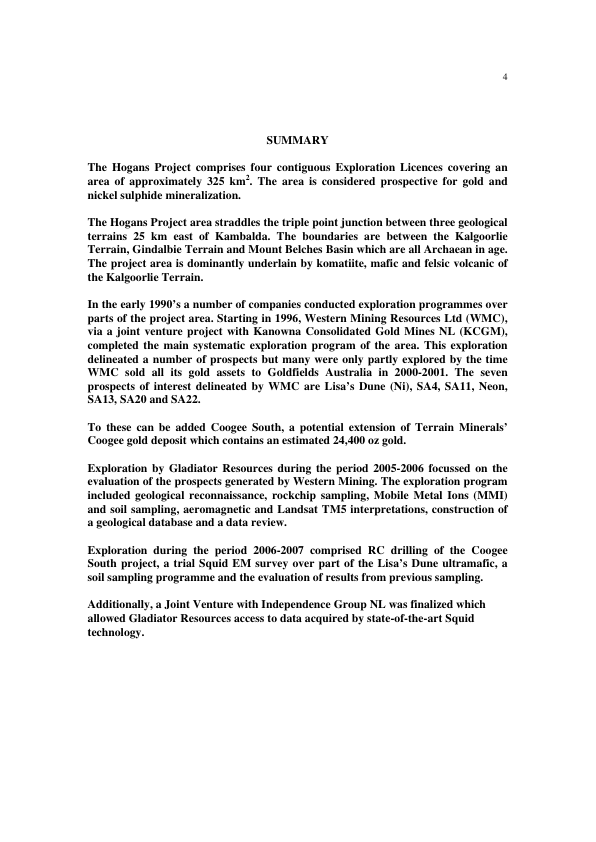 4
SUMMARY
The Hogans Project comprises four contiguous Exploration Licences covering an
area of approximately 325 km². The area is considered prospective for gold and
nickel sulphide mineralization.
The Hogans Project area straddles the triple point junction between three geological
terrains 25 km east of Kambalda. The boundaries are between the Kalgoorlie
Terrain, Gindalbie Terrain and Mount Belches Basin which are all Archaean in age.
The project area is dominantly underlain by komatiite, mafic and felsic volcanic of
the Kalgoorlie Terrain.
In the early 1990's a number of companies conducted exploration programmes over
parts of the project area. Starting in 1996, Western Mining Resources Ltd (WMC),
via a joint venture project with Kanowna Consolidated Gold Mines NL (KCGM),
completed the main systematic exploration program of the area. This exploration
delineated a number of prospects but many were only partly explored by the time
WMC sold all its gold assets to Goldfields Australia in 2000-2001. The seven
prospects of interest delineated by WMC are Lisa's Dune (Ni), SA4, SA11, Neon,
SA13, SA20 and SA22.
To these can be added Coogee South, a potential extension of Terrain Minerals'
Coogee gold deposit which contains an estimated 24,400 oz gold.
Exploration by Gladiator Resources during the period 2005-2006 focussed on the
evaluation of the prospects generated by Western Mining. The exploration program
included geological reconnaissance, rockchip sampling, Mobile Metal Ions (MMI)
and soil sampling, aeromagnetic and Landsat TM5 interpretations, construction of
a geological database and a data review.
Exploration during the period 2006-2007 comprised RC drilling of the Coogee
South project, a trial Squid EM survey over part of the Lisa's Dune ultramafic, a
soil sampling programme and the evaluation of results from previous sampling.
Additionally, a Joint Venture with Independence Group NL was finalized which
allowed Gladiator Resources access to data acquired by state-of-the-art Squid
technology.